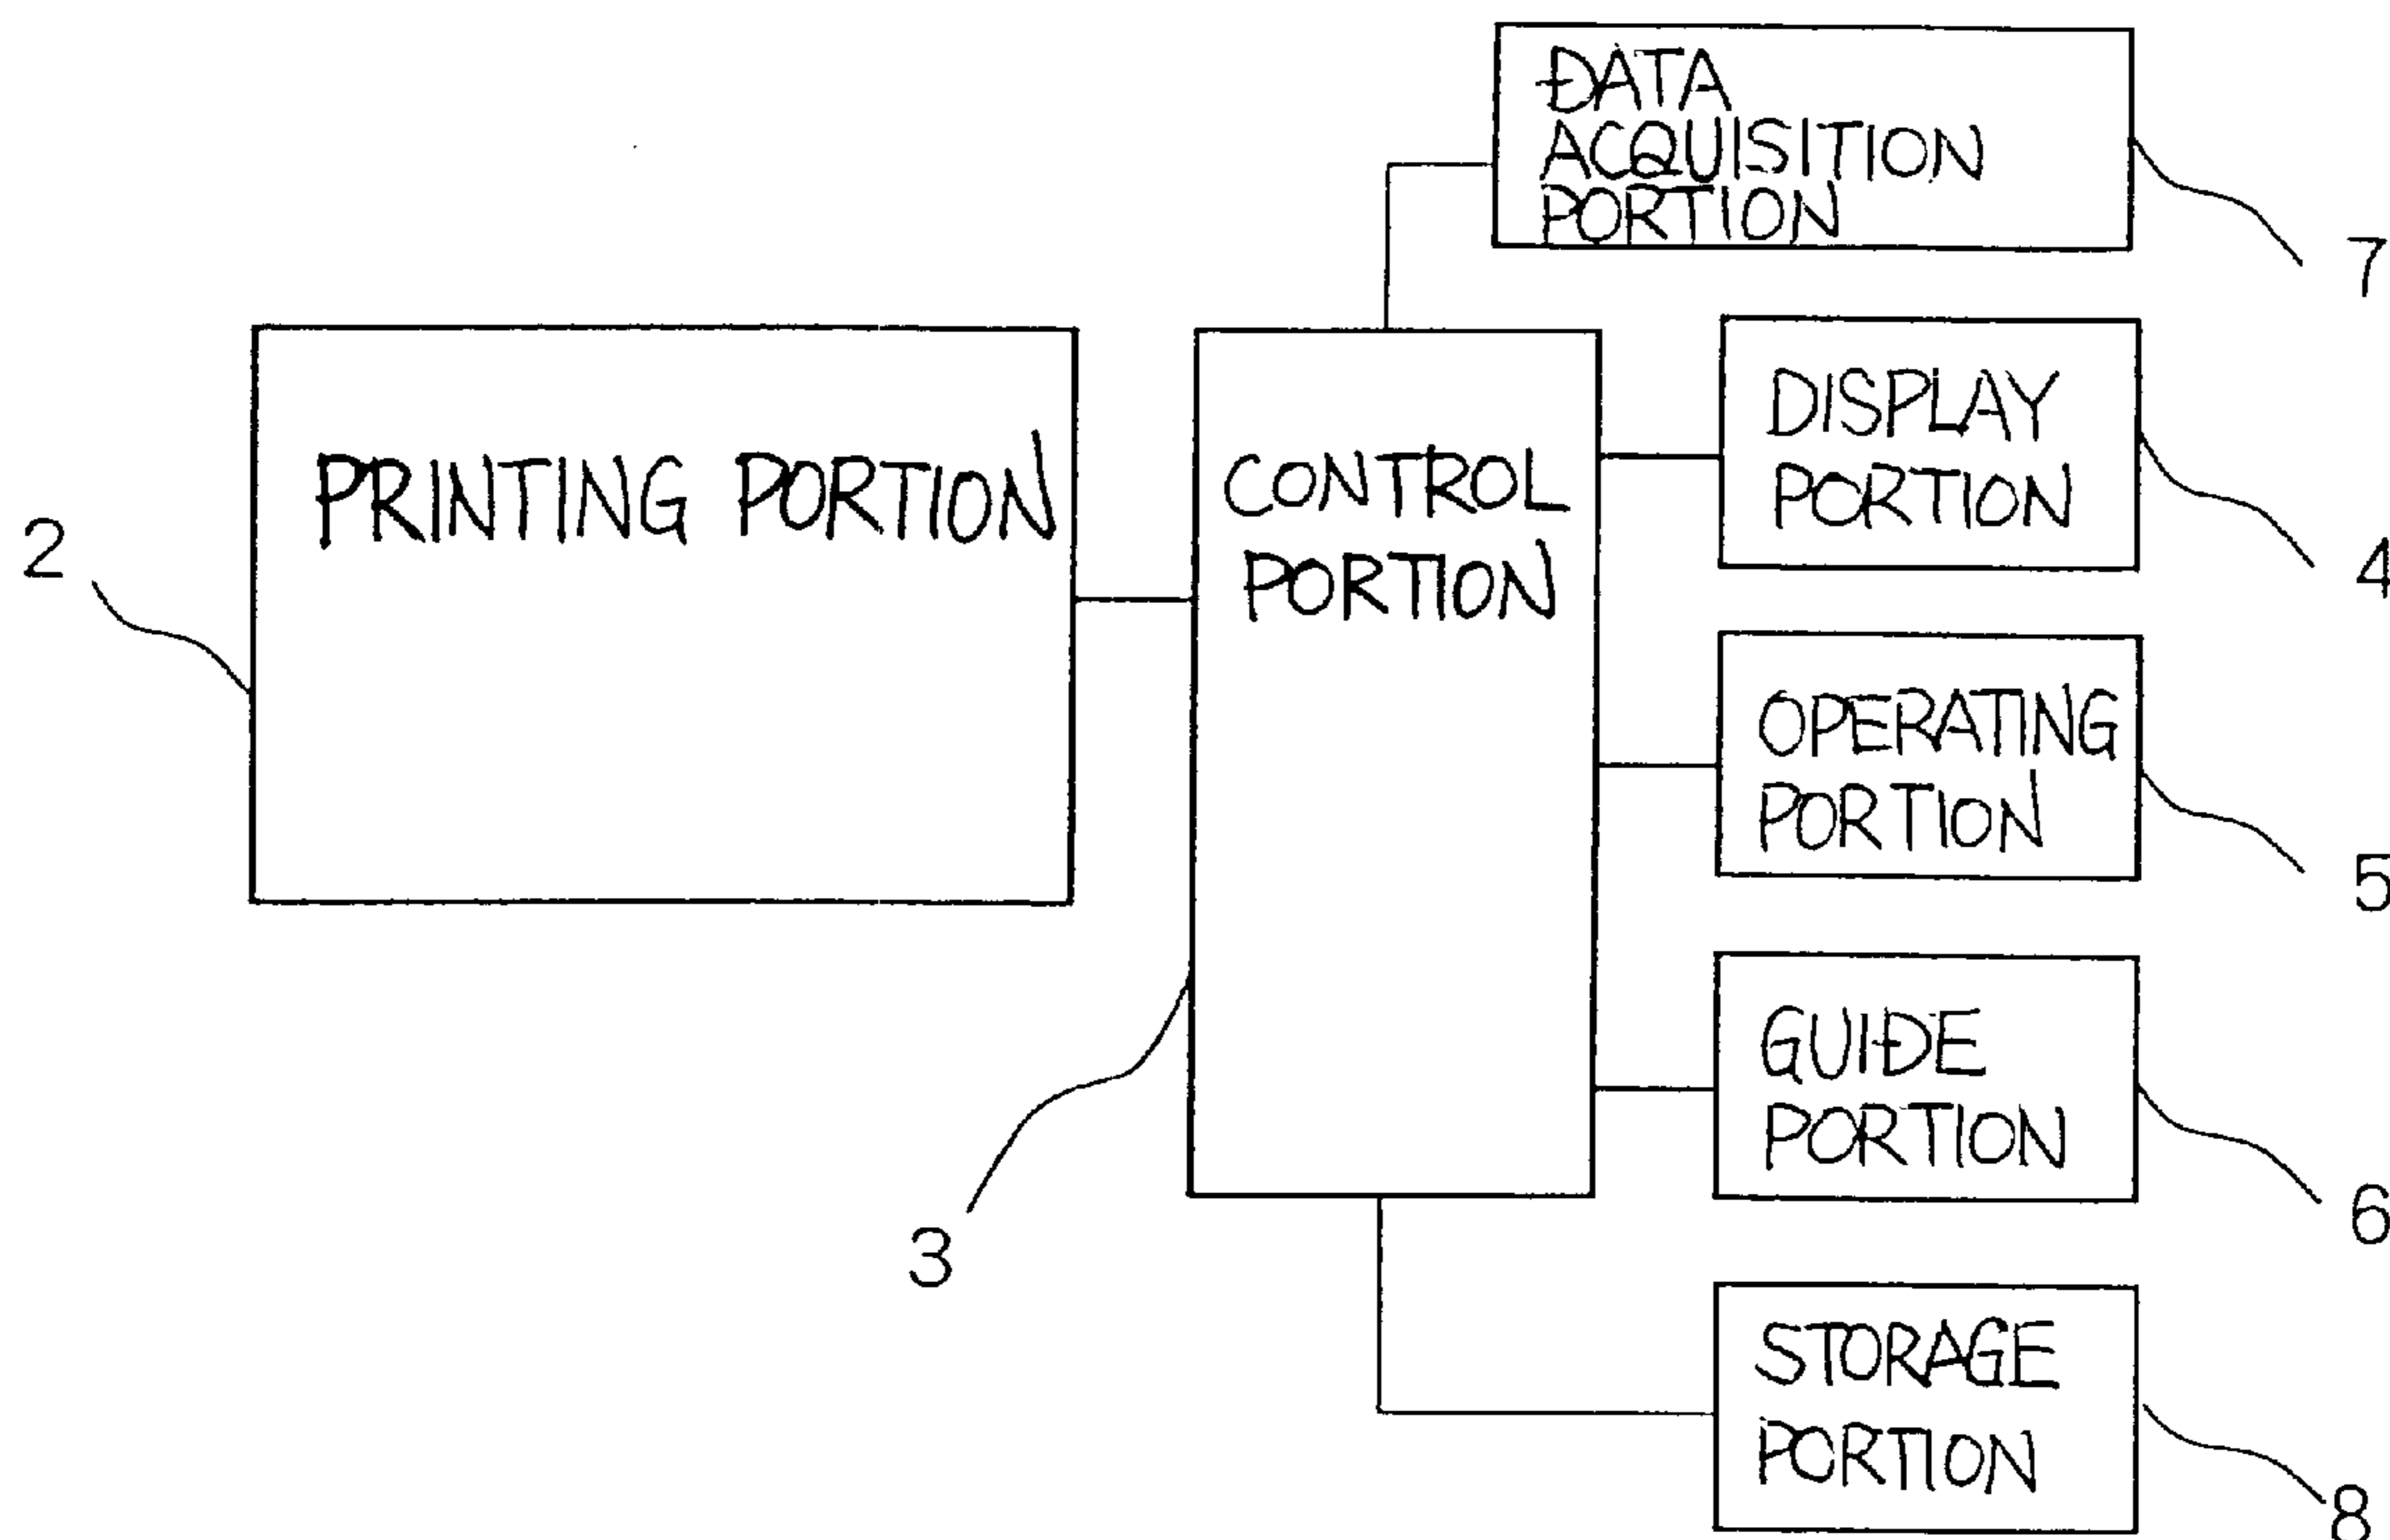 DATA
ACQUISITION
PORTION
7
PRINTING PORTION
2
CONTROL
PORTION
3
DISPLAY
PORTION
4
OPERATING
PORTION
5
GUIDE
PORTION
6
STORAGE
PORTION
8